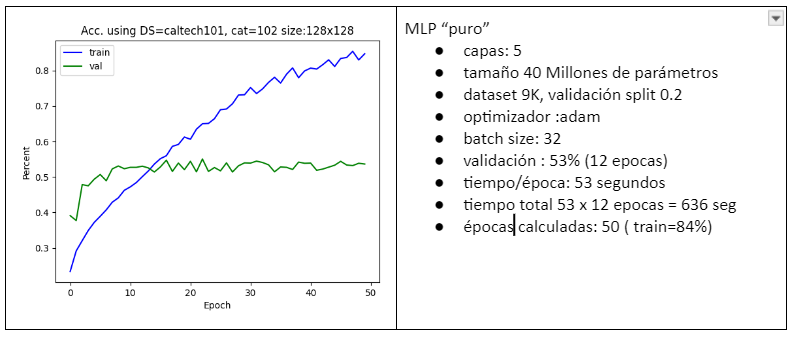 Acc. using DS=caltech101, cat=102 size:128x128
train
val
0.8
0.7
0.6
0.5
0.4
0.3
Percent
0
10
20
30
40
50
Epoch
MLP “puro”
● capas: 5
● tamaño 40 Millones de parámetros
● dataset 9K, validación split 0.2
● optimizador :adam
● batch size: 32
● validación : 53% (12 epocas)
● tiempo/época: 53 segundos
● tiempo total 53 x 12 epocas = 636 seg
● épocas calculadas: 50 ( train=84%)